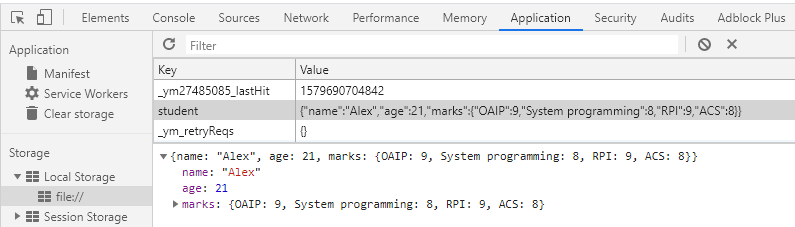 Elements Console Sources Network Performance Memory Application Security Audits Adblock Plus
Application
Manifest
Service Workers
Clear storage
Storage
Local Storage
file://
Session Storage
Filter
Key Value
_ym27485085_lastHit 1579690704842
student {"name":"Alex","age":21,"marks":{"OAIP":9,"System programming":8,"RPI":9,"ACS":8}}
_ym_retryReqs {}
{name: "Alex", age: 21, marks: {OAIP: 9, System programming: 8, RPI: 9, ACS: 8}}
name: "Alex"
age: 21
marks: {OAIP: 9, System programming: 8, RPI: 9, ACS: 8}